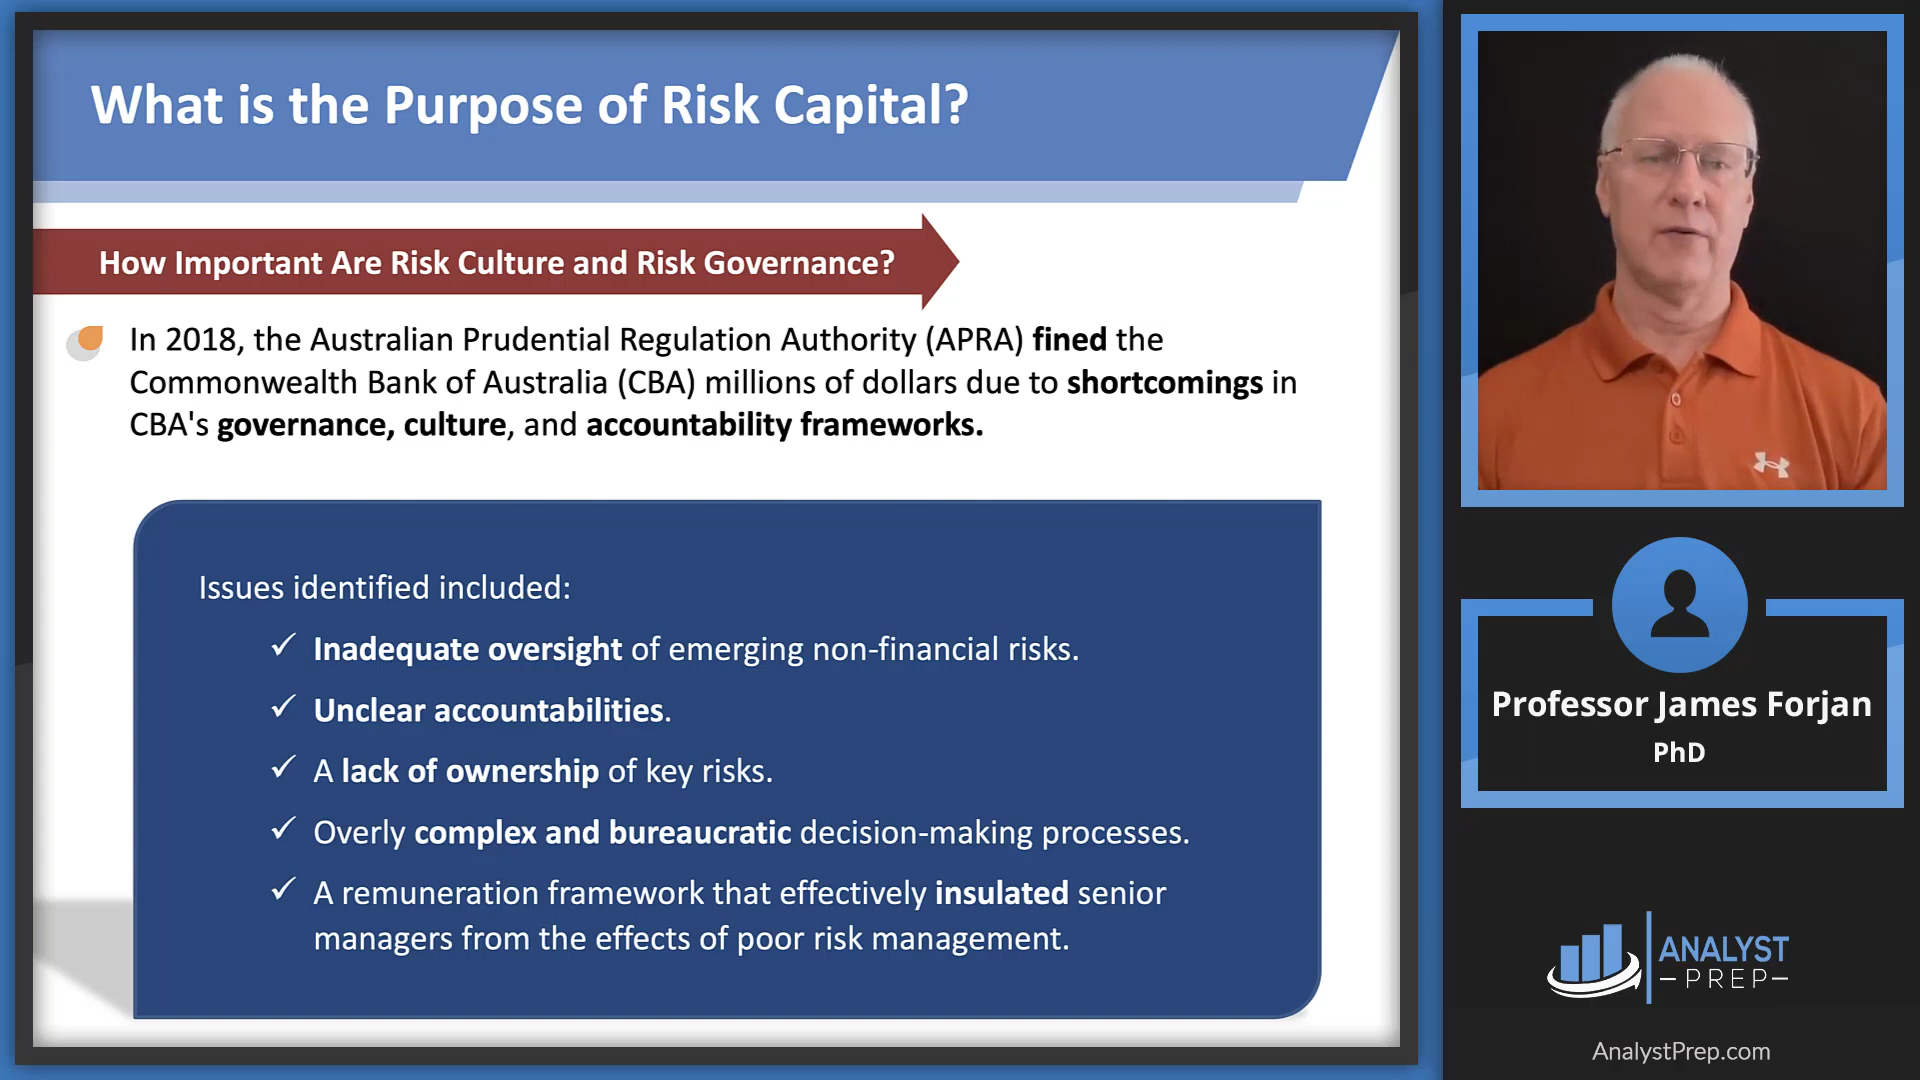 What is the Purpose of Risk Capital?
How Important Are Risk Culture and Risk Governance?
In 2018, the Australian Prudential Regulation Authority (APRA) fined the
Commonwealth Bank of Australia (CBA) millions of dollars due to shortcomings in
CBA's governance, culture, and accountability frameworks.
Issues identified included:
✓ Inadequate oversight of emerging non-financial risks.
✓ Unclear accountabilities.
✓ A lack of ownership of key risks.
✓ Overly complex and bureaucratic decision-making processes.
✓ A remuneration framework that effectively insulated senior
managers from the effects of poor risk management.
Professor James Forjan
PhD
ANALYST
PREP
AnalystPrep.com